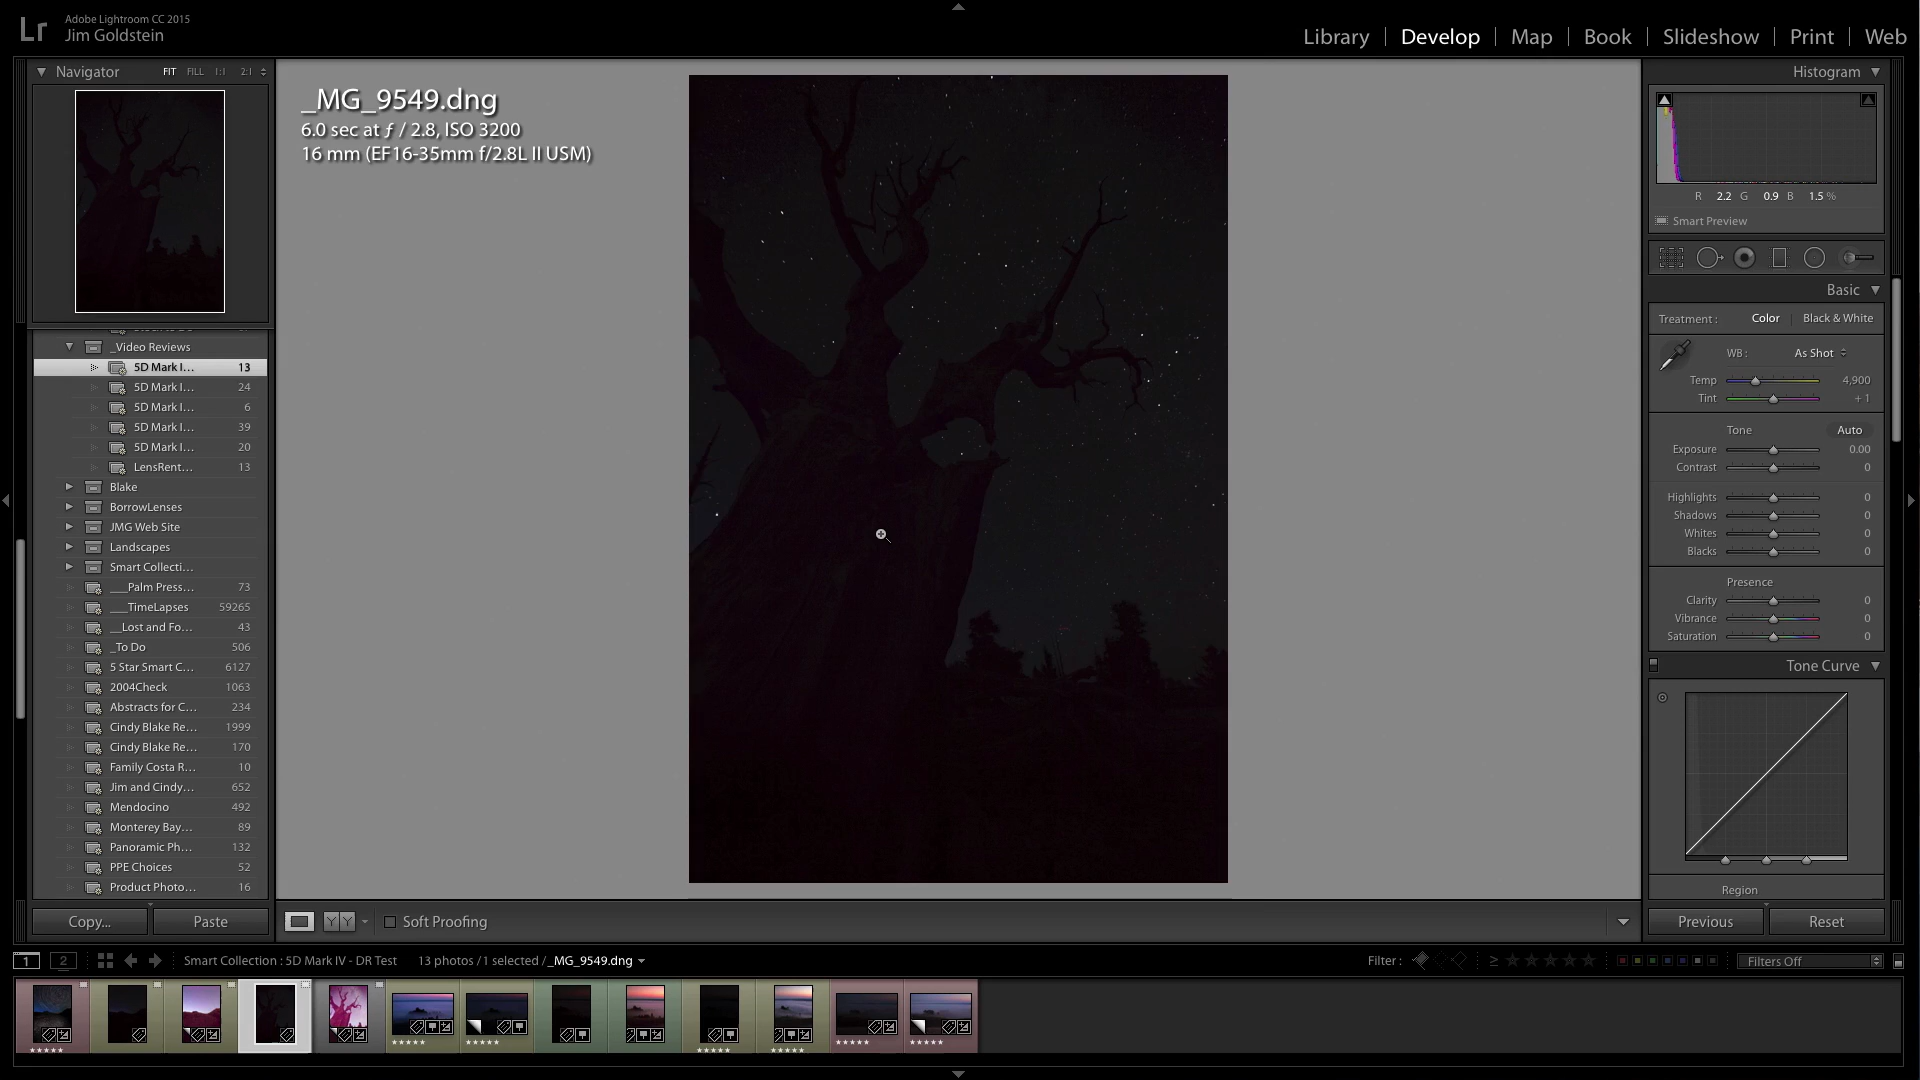 Lr
Adobe Lightroom CC 2015
Jim Goldstein
Library | Develop | Map | Book | Slideshow | Print | Web
Navigator FIT FILL 1:1 2:1
_Video Reviews
5D Mark I... 13
5D Mark I... 24
5D Mark I... 6
5D Mark I... 39
5D Mark I... 20
LensRent... 13
Blake
BorrowLenses
JMG Web Site
Landscapes
Smart Collecti...
___Palm Press... 73
___TimeLapses 59265
__Lost and Fo... 43
_To Do 506
5 Star Smart C... 6127
2004Check 1063
Abstracts for C... 234
Cindy Blake Re... 1999
Cindy Blake Re... 170
Family Costa R... 10
Jim and Cindy... 652
Mendocino 492
Monterey Bay... 89
Panoramic Ph... 132
PPE Choices 52
Product Photo... 16
Copy... Paste
_MG_9549.dng
6.0 sec at ƒ / 2.8, ISO 3200
16 mm (EF16-35mm f/2.8L II USM)
YY Soft Proofing
Histogram
R 2.2 G 0.9 B 1.5 %
Smart Preview
Basic
Treatment : Color | Black & White
WB : As Shot
Temp 4,900
Tint + 1
Tone Auto
Exposure 0.00
Contrast 0
Highlights 0
Shadows 0
Whites 0
Blacks 0
Presence
Clarity 0
Vibrance 0
Saturation 0
Tone Curve
Region
Previous Reset
1 2 Smart Collection : 5D Mark IV - DR Test 13 photos / 1 selected / _MG_9549.dng Filter : ≥ Filters Off